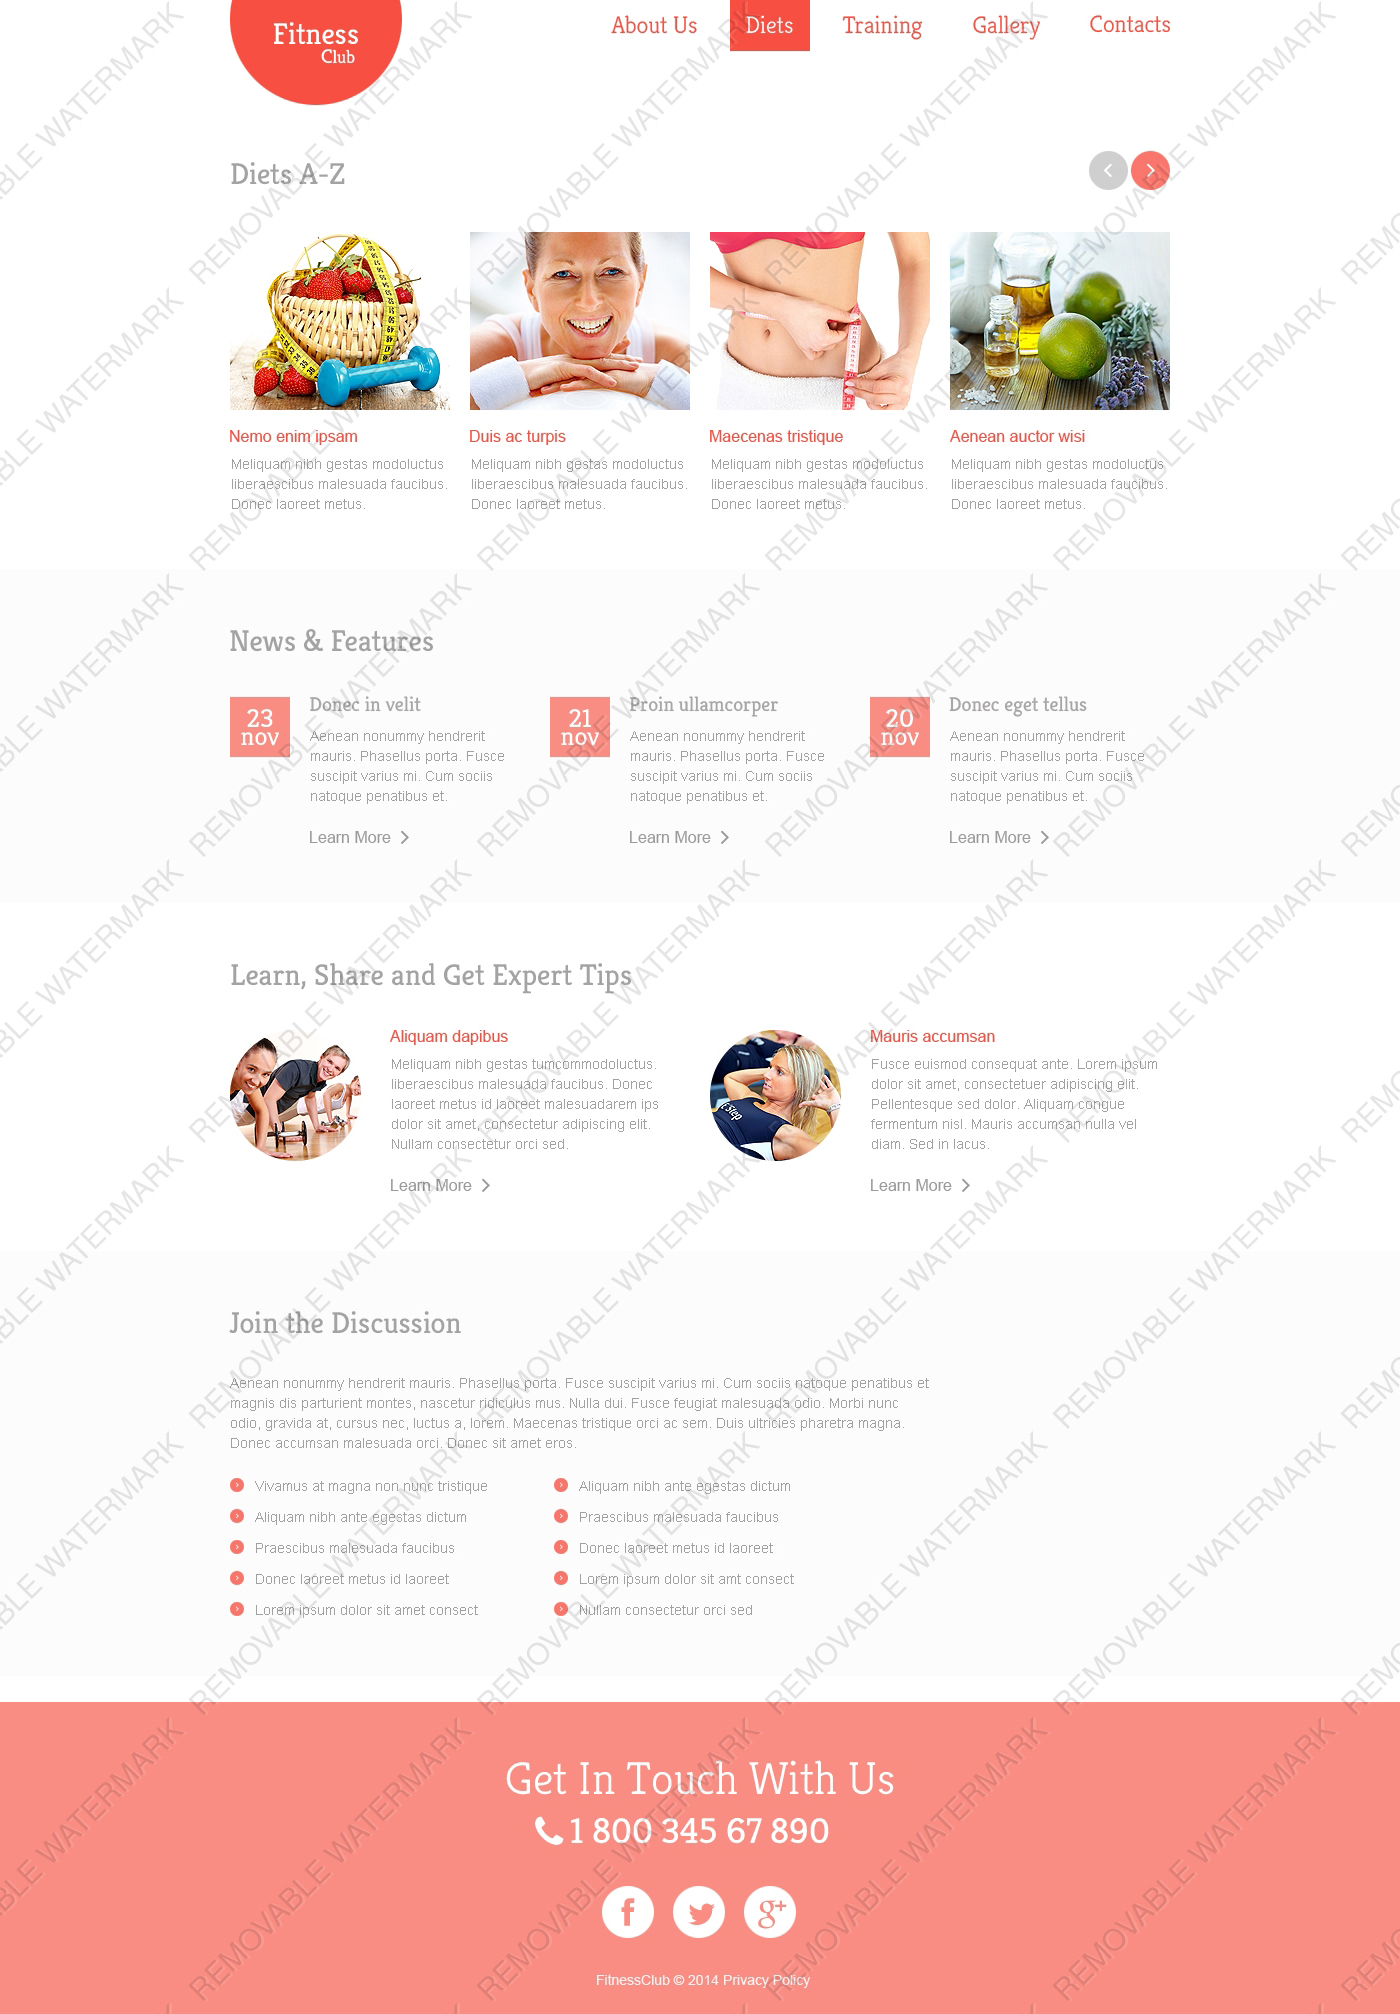 Fitness
Club
About Us
Diets
Training
Gallery
Contacts
Diets A-Z
Nemo enim ipsam
Meliquam nibh gestas modoluctus
liberaescibus malesuada faucibus.
Donec laoreet metus.
Duis ac turpis
Meliquam nibh gestas modoluctus
liberaescibus malesuada faucibus.
Donec laoreet metus.
Maecenas tristique
Meliquam nibh gestas modoluctus
liberaescibus malesuada faucibus.
Donec laoreet metus.
Aenean auctor wisi
Meliquam nibh gestas modoluctus
liberaescibus malesuada faucibus.
Donec laoreet metus.
News & Features
23
nov
Donec in velit
Aenean nonummy hendrerit
mauris. Phasellus porta. Fusce
suscipit varius mi. Cum sociis
natoque penatibus et.
Learn More
21
nov
Proin ullamcorper
Aenean nonummy hendrerit
mauris. Phasellus porta. Fusce
suscipit varius mi. Cum sociis
natoque penatibus et.
Learn More
20
nov
Donec eget tellus
Aenean nonummy hendrerit
mauris. Phasellus porta. Fusce
suscipit varius mi. Cum sociis
natoque penatibus et.
Learn More
Learn, Share and Get Expert Tips
Aliquam dapibus
Meliquam nibh gestas tumcommodoluctus.
liberaescibus malesuada faucibus. Donec
laoreet metus id laoreet malesuadarem ips
dolor sit amet, consectetur adipiscing elit.
Nullam consectetur orci sed.
Learn More
Mauris accumsan
Fusce euismod consequat ante. Lorem ipsum
dolor sit amet, consectetuer adipiscing elit.
Pellentesque sed dolor. Aliquam congue
fermentum nisl. Mauris accumsan nulla vel
diam. Sed in lacus.
Learn More
Join the Discussion
Aenean nonummy hendrerit mauris. Phasellus porta. Fusce suscipit varius mi. Cum sociis natoque penatibus et
magnis dis parturient montes, nascetur ridiculus mus. Nulla dui. Fusce feugiat malesuada odio. Morbi nunc
odio, gravida at, cursus nec, luctus a, lorem. Maecenas tristique orci ac sem. Duis ultricies pharetra magna.
Donec accumsan malesuada orci. Donec sit amet eros.
Vivamus at magna non nunc tristique
Aliquam nibh ante egestas dictum
Praescibus malesuada faucibus
Donec laoreet metus id laoreet
Lorem ipsum dolor sit amet consect
Aliquam nibh ante egestas dictum
Praescibus malesuada faucibus
Donec laoreet metus id laoreet
Lorem ipsum dolor sit amt consect
Nullam consectetur orci sed
Get In Touch With Us
1 800 345 67 890
FitnessClub © 2014 Privacy Policy
REMOVABLE WATERMARK